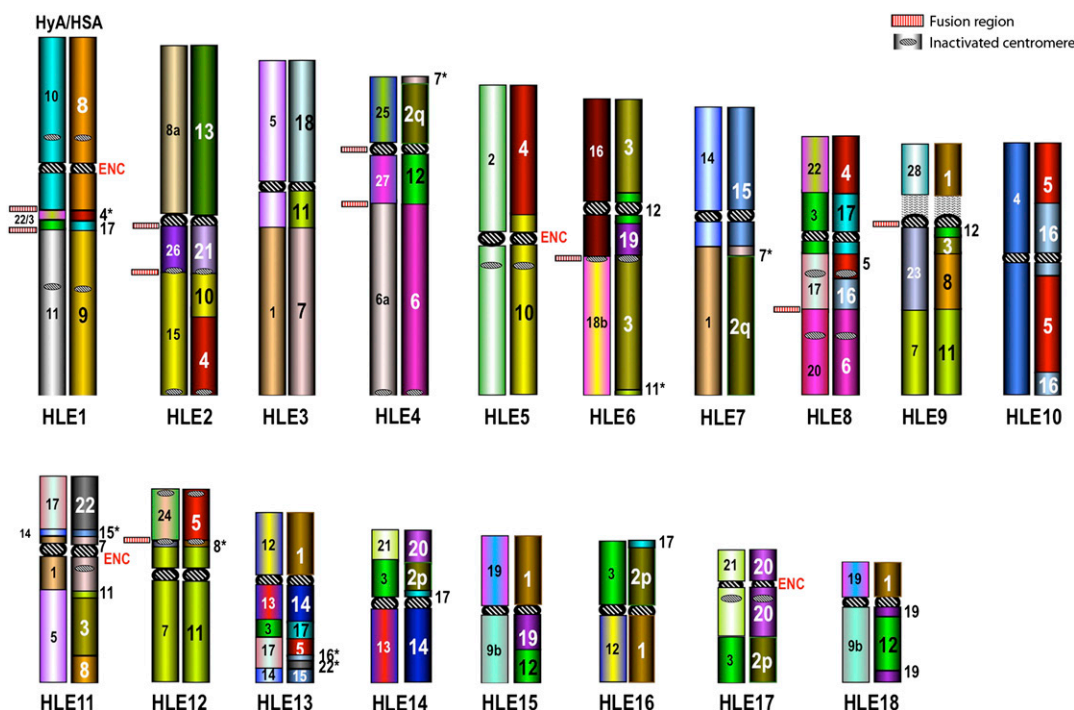 HyA/HSA
Fusion region
Inactivated centromere
10 8
ENC
22/3 4*
17
11 9
HLE1
8a 13
26 21
10
15
4
HLE2
5 18
11
1 7
HLE3
7*
25 2q
27 12
6a 6
HLE4
2 4
ENC
10
HLE5
16 3
12
19
18b 3
11*
HLE6
14 15
7*
1 2q
HLE7
22 4
3 17
5
17 16
20 6
HLE8
28 1
12
3
23 8
7 11
HLE9
4 5
16
5
16
HLE10
17 22
14 15*
7
ENC
1
11
5 3
8
HLE11
24 5
8*
7 11
HLE12
12 1
13 14
3 17
17 5
16*
22*
14 15
HLE13
21 20
3 2p
17
13 14
HLE14
19 1
9b 19
12
HLE15
17
3 2p
12 1
HLE16
21 20
ENC
20
3 2p
HLE17
19 1
19
9b 12
19
HLE18